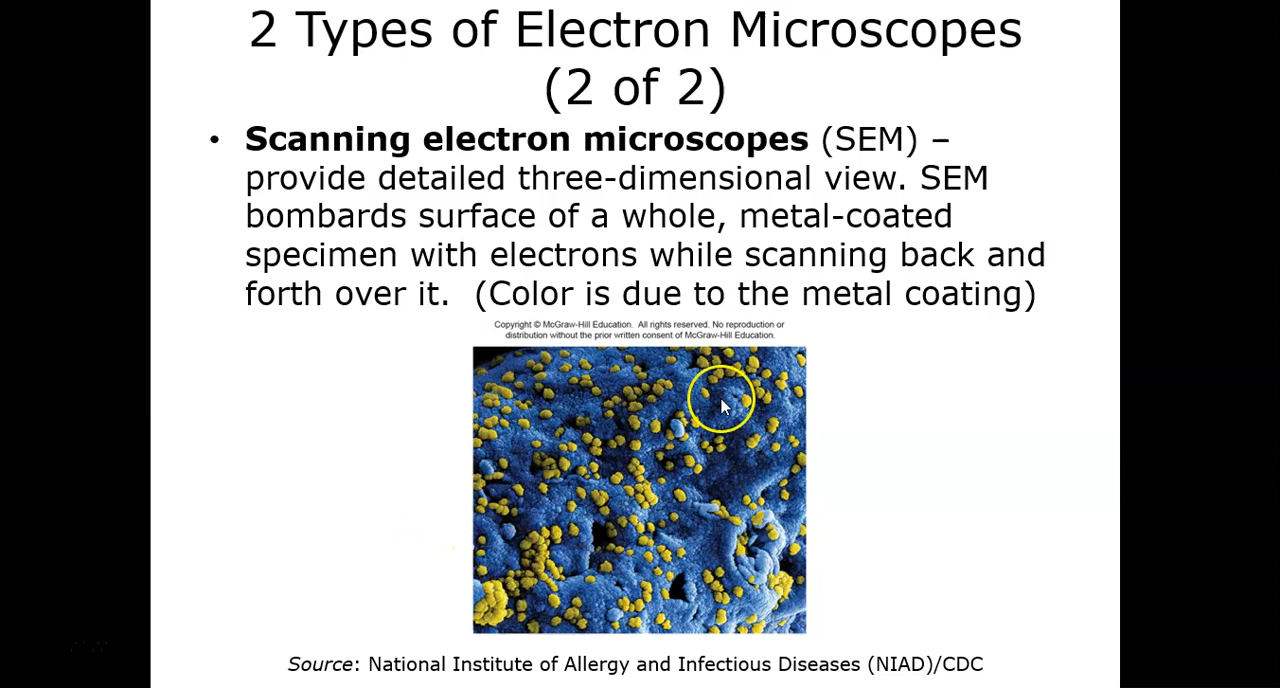 2 Types of Electron Microscopes
(2 of 2)
• Scanning electron microscopes (SEM) –
provide detailed three-dimensional view. SEM
bombards surface of a whole, metal-coated
specimen with electrons while scanning back and
forth over it.  (Color is due to the metal coating)
Copyright © McGraw-Hill Education. All rights reserved. No reproduction or
distribution without the prior written consent of McGraw-Hill Education.
Source: National Institute of Allergy and Infectious Diseases (NIAD)/CDC